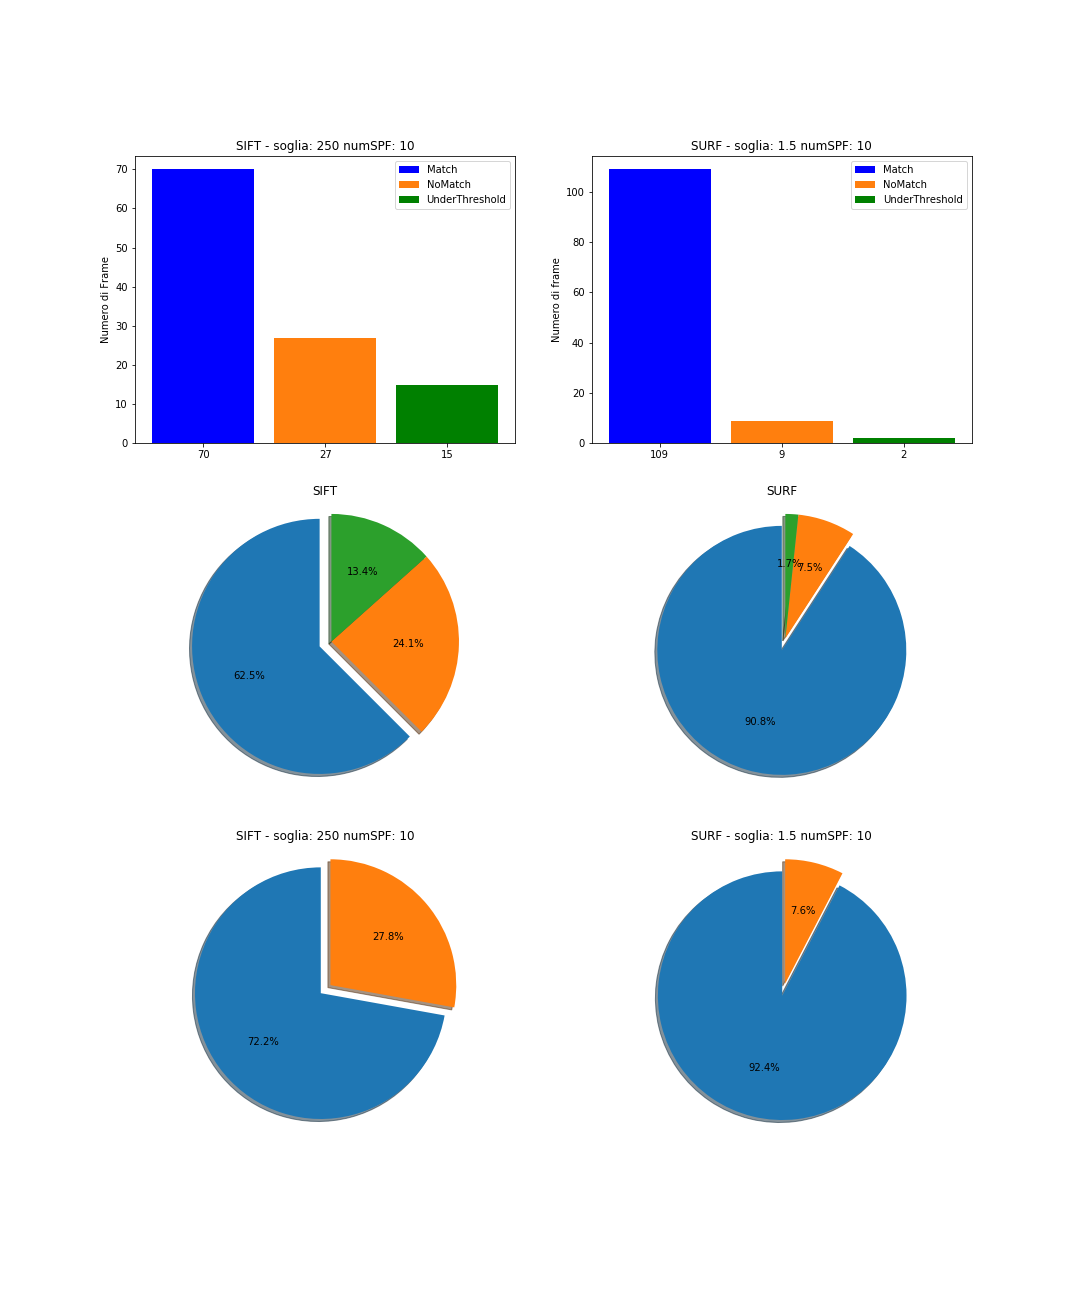 SIFT - soglia: 250 numSPF: 10
Numero di Frame
70
60
50
40
30
20
10
0
Match
NoMatch
UnderThreshold
70
27
15
SURF - soglia: 1.5 numSPF: 10
Numero di frame
100
80
60
40
20
0
Match
NoMatch
UnderThreshold
109
9
2
SIFT
13.4%
24.1%
62.5%
SURF
1.7%
7.5%
90.8%
SIFT - soglia: 250 numSPF: 10
27.8%
72.2%
SURF - soglia: 1.5 numSPF: 10
7.6%
92.4%